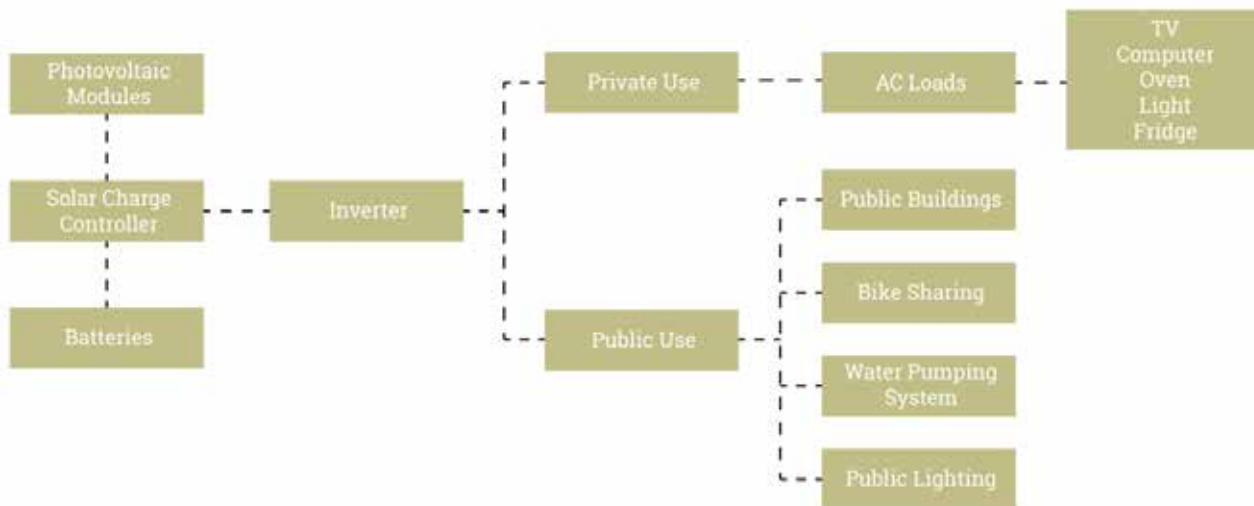 Photovoltaic
Modules
Solar Charge
Controller
Batteries
Inverter
Private Use
Public Use
AC Loads
TV
Computer
Oven
Light
Fridge
Public Buildings
Bike Sharing
Water Pumping
System
Public Lighting